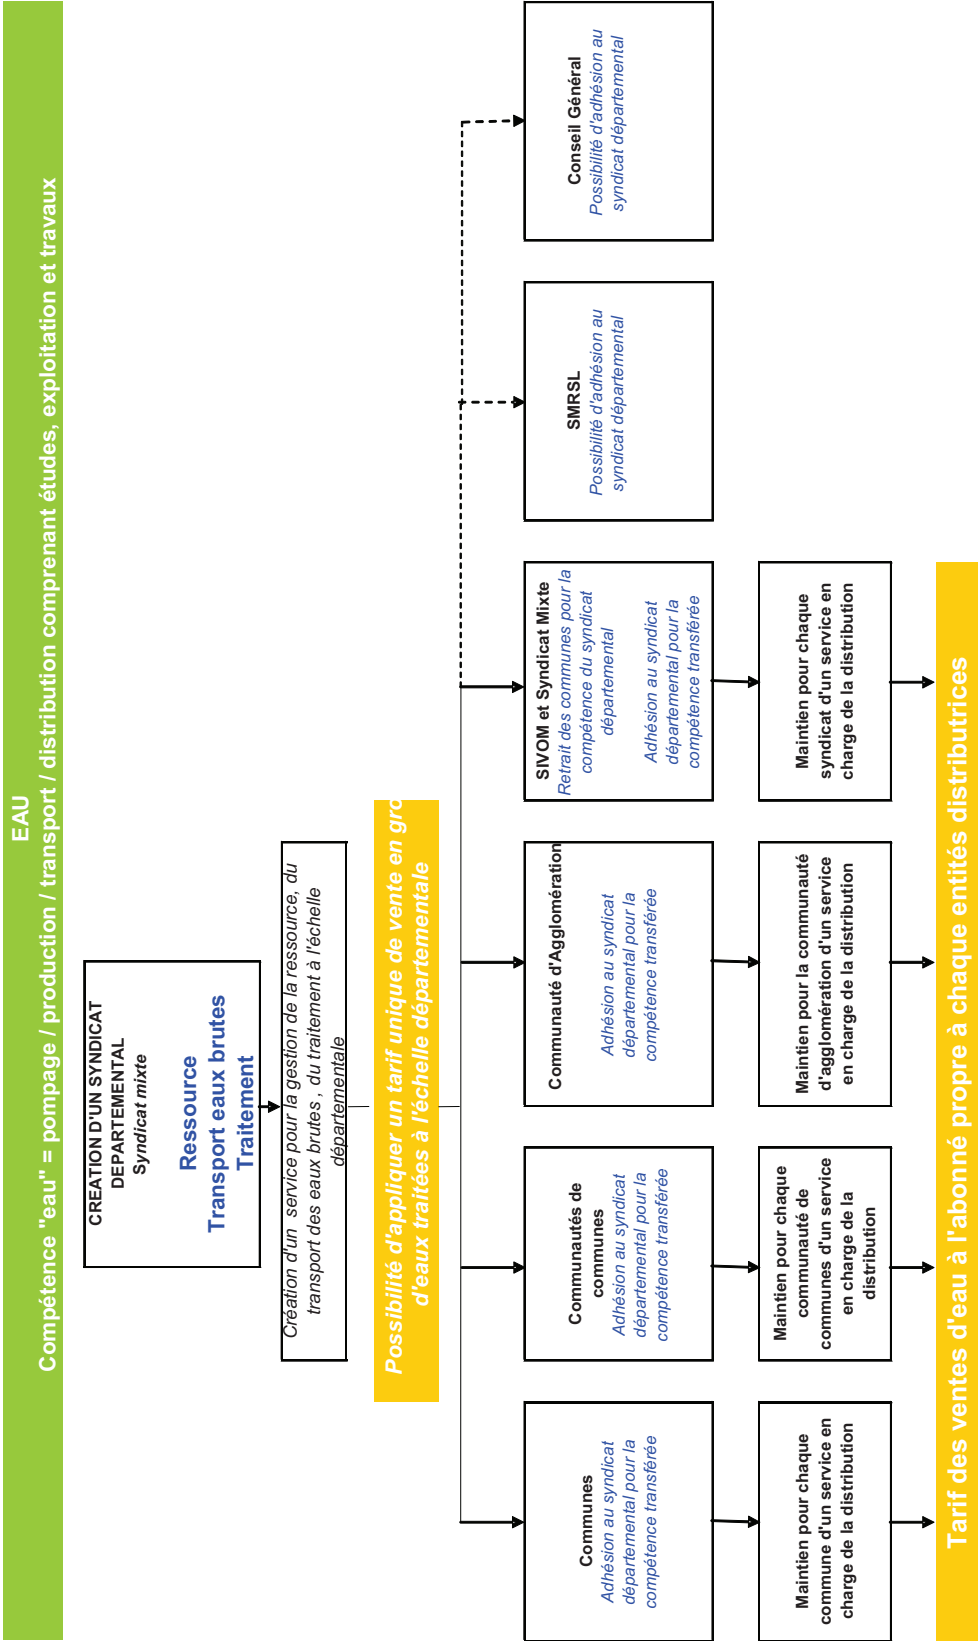 EAU
Compétence "eau" = pompage / production / transport / distribution comprenant études, exploitation et travaux
CREATION D'UN SYNDICAT
DEPARTEMENTAL
Syndicat mixte
Ressource
Transport eaux brutes
Traitement
Création d'un service pour la gestion de la ressource, du
transport des eaux brutes , du traitement à l'échelle
départementale
Possibilité d'appliquer un tarif unique de vente en gro
d'eaux traitées à l'échelle départementale
Communes
Adhésion au syndicat
départemental pour la
compétence transférée
Communautés de
communes
Adhésion au syndicat
départemental pour la
compétence transférée
Communauté d'Agglomération
Adhésion au syndicat
départemental pour la
compétence transférée
SIVOM et Syndicat Mixte
Retrait des communes pour la
compétence du syndicat
départemental
Adhésion au syndicat
départemental pour la
compétence transférée
SMRSL
Possibilité d'adhésion au
syndicat départemental
Conseil Général
Possibilité d'adhésion au
syndicat départemental
Maintien pour chaque
commune d'un service en
charge de la distribution
Maintien pour chaque
communauté de
communes d'un service
en charge de la
distribution
Maintien pour la communauté
d'agglomération d'un service
en charge de la distribution
Maintien pour chaque
syndicat d'un service en
charge de la distribution
Tarif des ventes d'eau à l'abonné propre à chaque entités distributrices